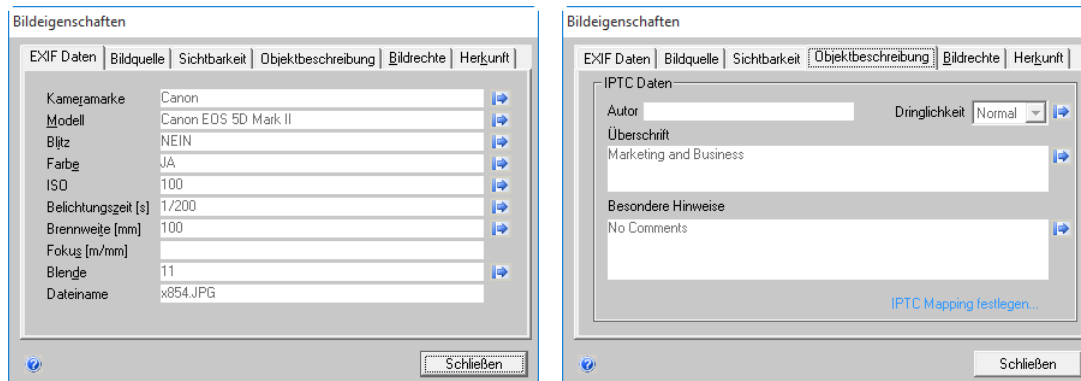 Bildeigenschaften
EXIF Daten Bildquelle Sichtbarkeit Objektbeschreibung Bildrechte Herkunft
Kameramarke Canon
Modell Canon EOS 5D Mark II
Blitz NEIN
Farbe JA
ISO 100
Belichtungszeit [s] 1/200
Brennweite [mm] 100
Fokus [m/mm]
Blende 11
Dateiname x854.JPG
? Schließen
Bildeigenschaften
EXIF Daten Bildquelle Sichtbarkeit Objektbeschreibung Bildrechte Herkunft
IPTC Daten
Autor Dringlichkeit Normal
Überschrift
Marketing and Business
Besondere Hinweise
No Comments
IPTC Mapping festlegen...
? Schließen